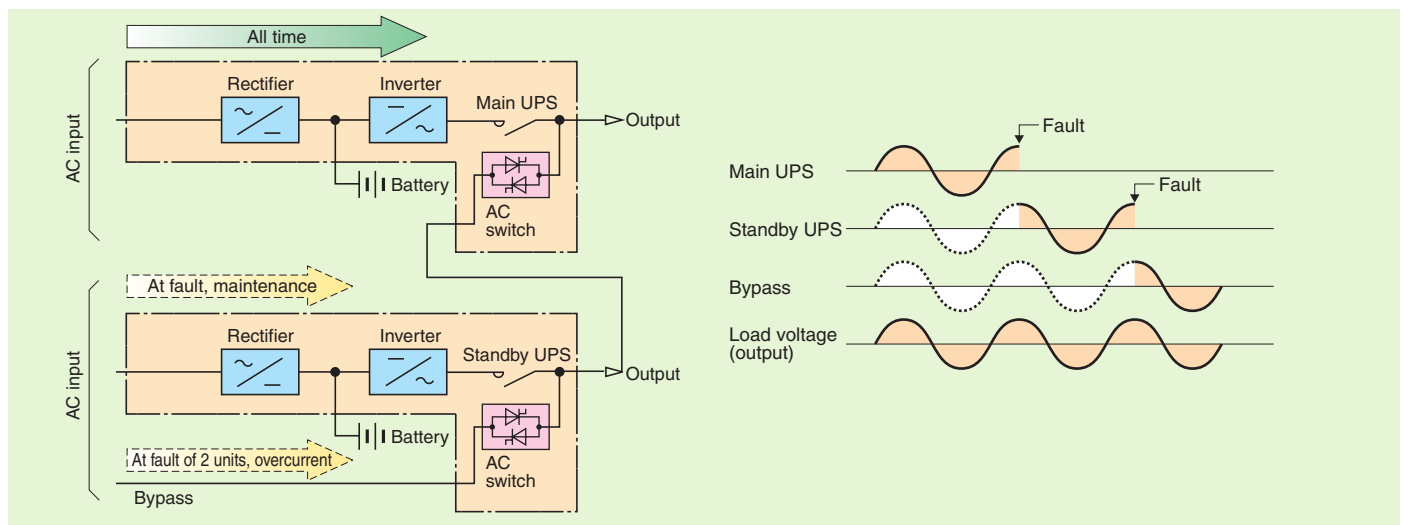 All time
AC input
Rectifier
Inverter
Main UPS
Output
Battery
AC
switch
At fault, maintenance
AC input
Rectifier
Inverter
Standby UPS
Output
Battery
AC
switch
At fault of 2 units, overcurrent
Bypass
Fault
Main UPS
Fault
Standby UPS
Bypass
Load voltage
(output)